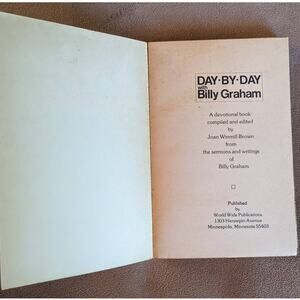 DAY·BY·DAY
with
Billy Graham
A devotional book
compiled and edited
by
Joan Winmill Brown
from
the sermons and writings
of
Billy Graham
Published
by
World Wide Publications
1303 Hennepin Avenue
Minneapolis, Minnesota 55403